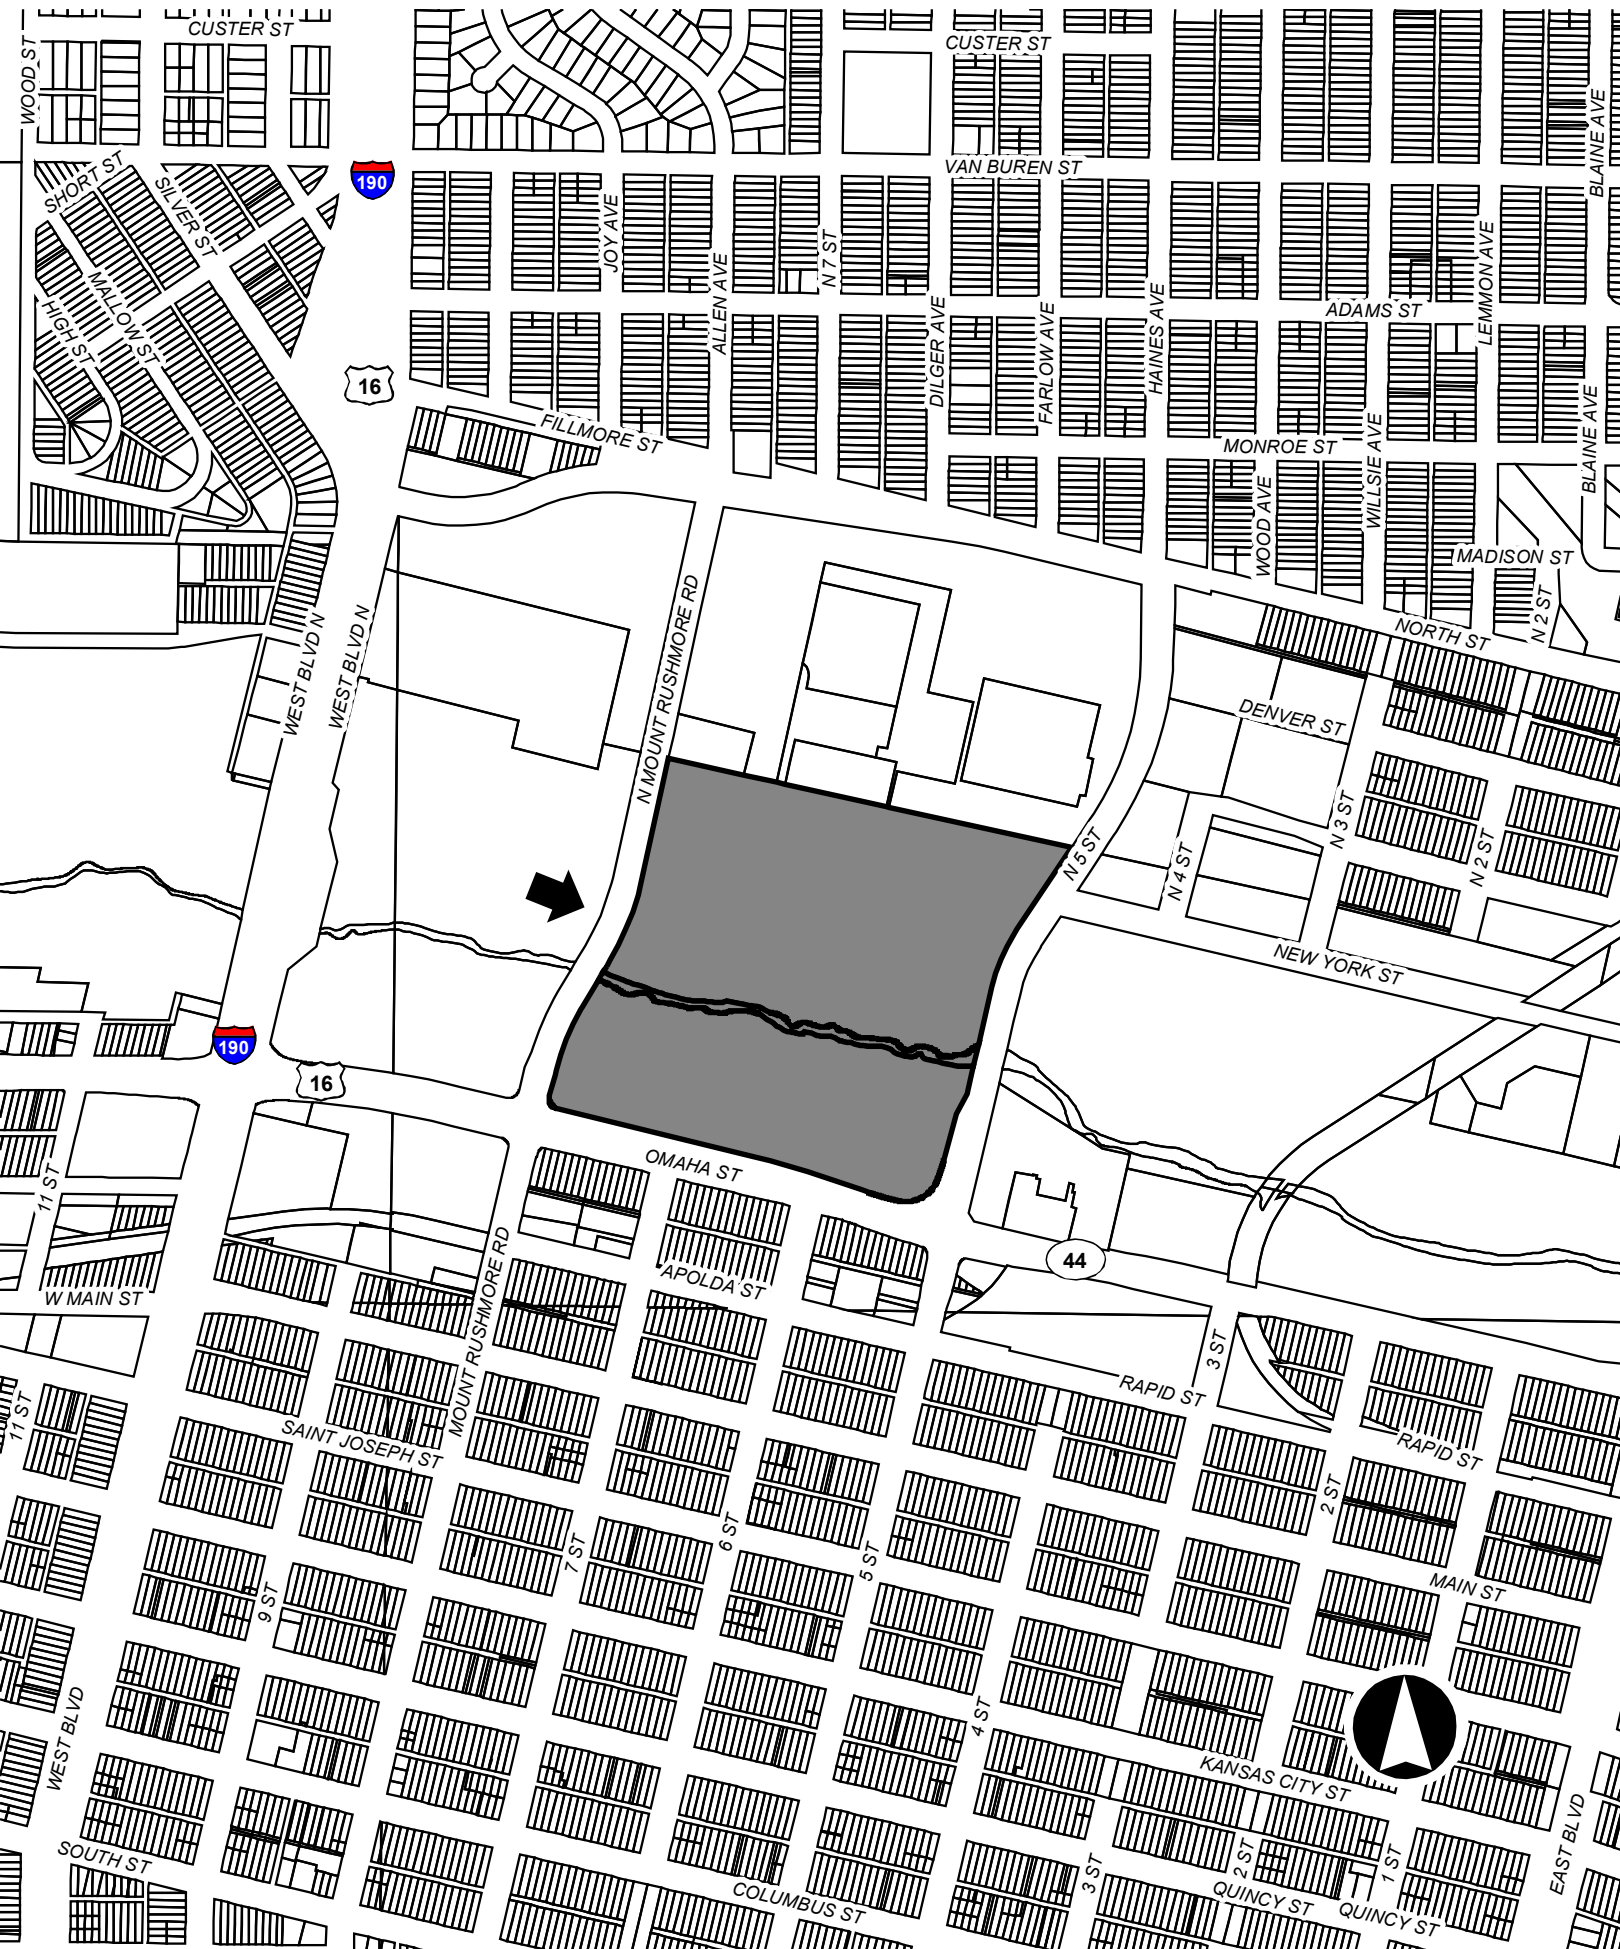 CUSTER ST
CUSTER ST
WOOD ST
BLAINE AVE
VAN BUREN ST
SHORT ST
SILVER ST
190
JOY AVE
N 7 ST
ALLEN AVE
LEMMON AVE
MALLOW ST
HIGH ST
DILGER AVE
FARLOW AVE
HAINES AVE
ADAMS ST
16
FILLMORE ST
MONROE ST
WILLSIE AVE
BLAINE AVE
WOOD AVE
MADISON ST
N 2 ST
NORTH ST
WEST BLVD N
WEST BLVD N
N MOUNT RUSHMORE RD
DENVER ST
N 3 ST
N 5 ST
N 4 ST
N 2 ST
NEW YORK ST
190
16
11 ST
OMAHA ST
44
APOLDA ST
W MAIN ST
MOUNT RUSHMORE RD
3 ST
RAPID ST
11 ST
SAINT JOSEPH ST
RAPID ST
2 ST
6 ST
7 ST
5 ST
MAIN ST
9 ST
4 ST
WEST BLVD
KANSAS CITY ST
EAST BLVD
SOUTH ST
2 ST
1 ST
3 ST
COLUMBUS ST
QUINCY ST
QUINCY ST